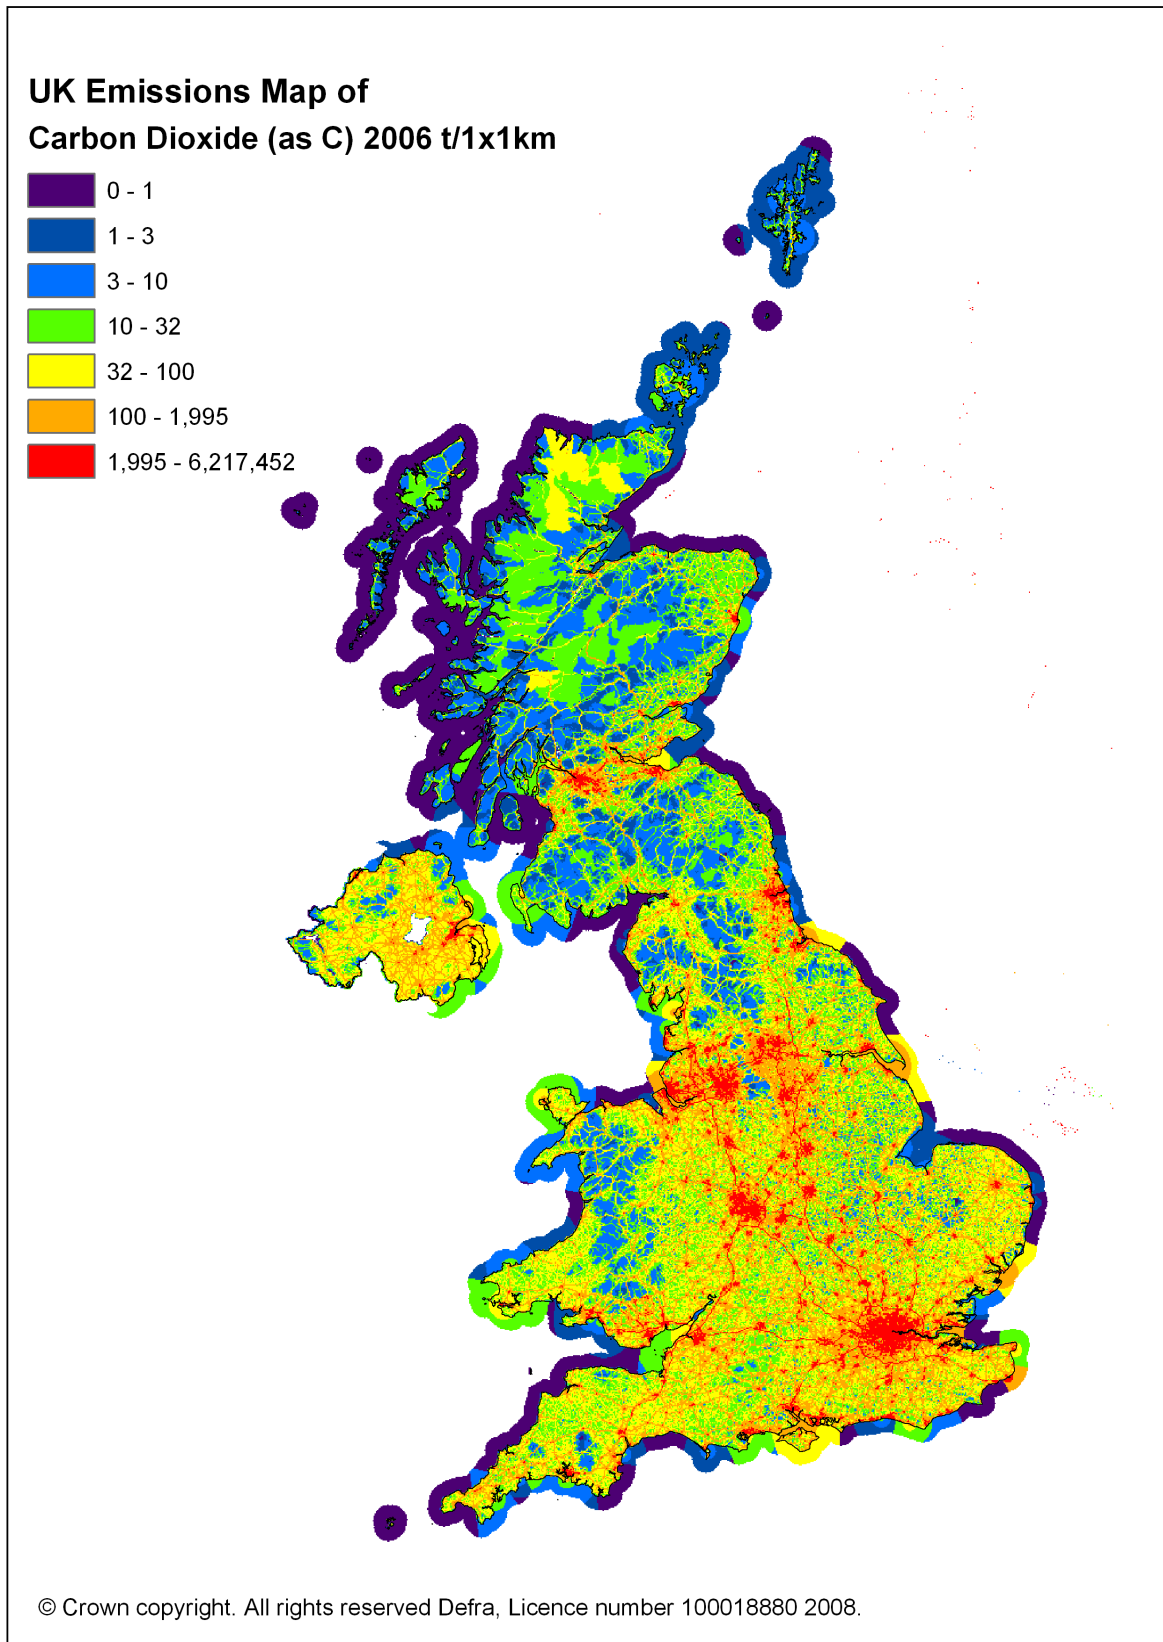 UK Emissions Map of
Carbon Dioxide (as C) 2006 t/1x1km
0 - 1
1 - 3
3 - 10
10 - 32
32 - 100
100 - 1,995
1,995 - 6,217,452
© Crown copyright. All rights reserved Defra, Licence number 100018880 2008.